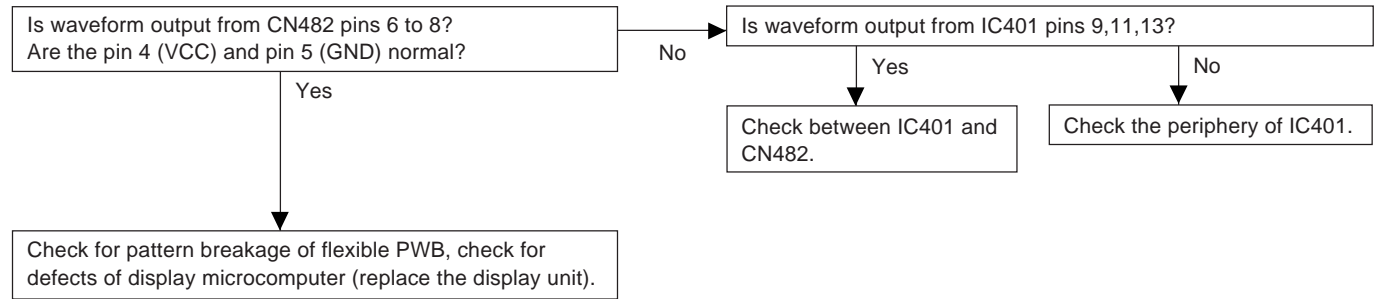 Is waveform output from CN482 pins 6 to 8?
Are the pin 4 (VCC) and pin 5 (GND) normal?
No
Is waveform output from IC401 pins 9,11,13?
Yes
Yes
No
Check between IC401 and
CN482.
Check the periphery of IC401.
Check for pattern breakage of flexible PWB, check for
defects of display microcomputer (replace the display unit).